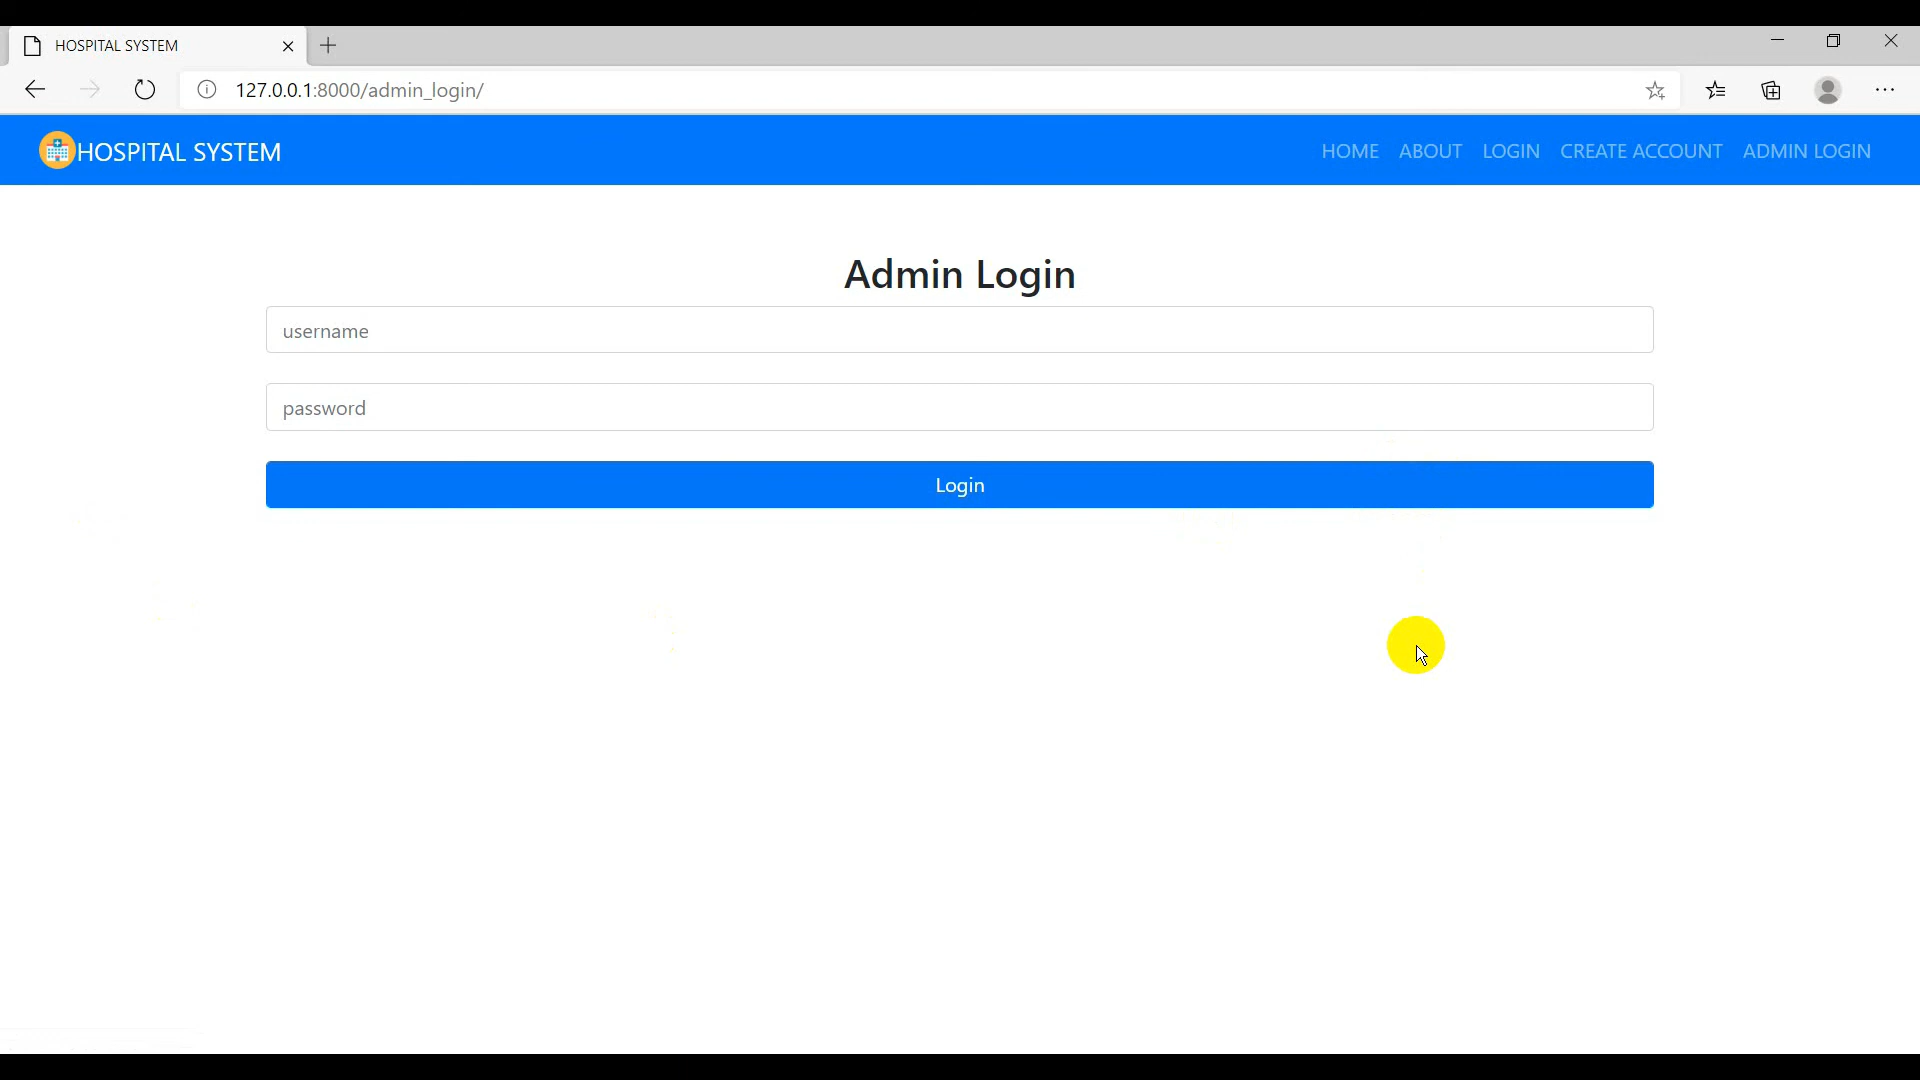 HOSPITAL SYSTEM
127.0.0.1:8000/admin_login/
HOSPITAL SYSTEM HOME ABOUT LOGIN CREATE ACCOUNT ADMIN LOGIN
Admin Login
username
password
Login